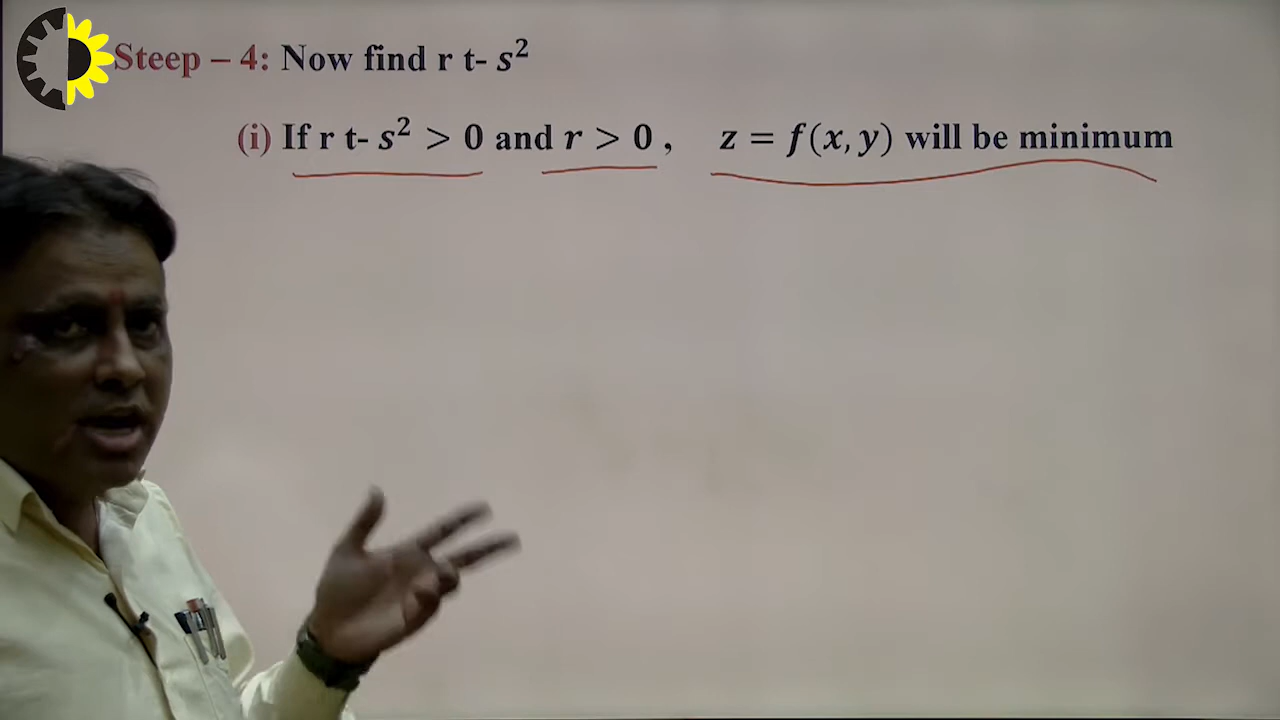 Steep – 4: Now find r t- s²
(i) If r t- s² > 0 and r > 0 , z = f(x, y) will be minimum